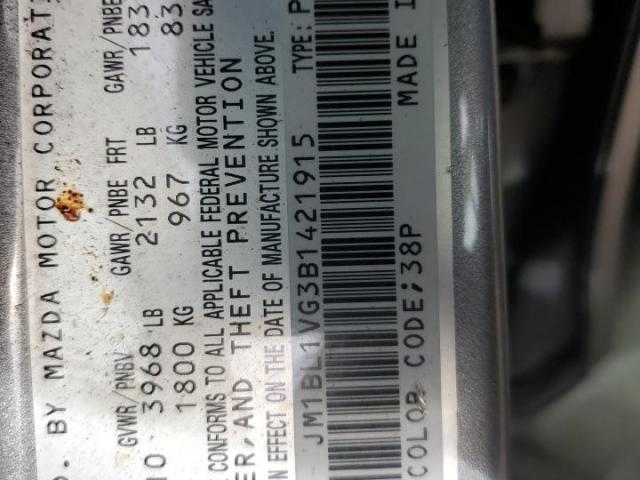 . BY MAZDA MOTOR CORPORATI
GVWR/PNBV GAWR/PNBE FRT GAWR/PNBE
10 3968 LB 2132 LB 183
1800 KG 967 KG 83
CONFORMS TO ALL APPLICABLE FEDERAL MOTOR VEHICLE SA
ER, AND THEFT PREVENTION
N EFFECT ON THE DATE OF MANUFACTURE SHOWN ABOVE.
JM1BL1VG3B1421915 TYPE: P
COLOR CODE;38P MADE I